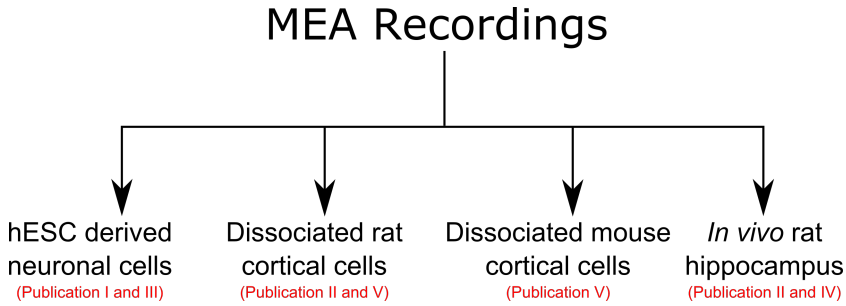 MEA Recordings
hESC derived
neuronal cells
(Publication I and III)
Dissociated rat
cortical cells
(Publication II and V)
Dissociated mouse
cortical cells
(Publication V)
In vivo rat
hippocampus
(Publication II and IV)